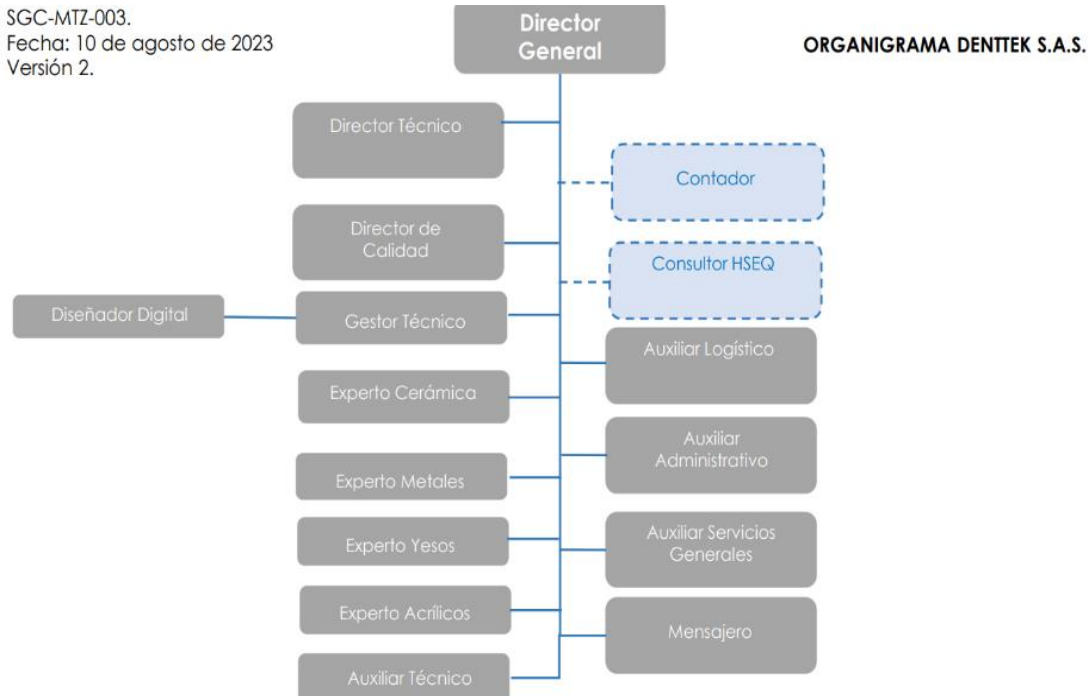 SGC-MTZ-003.
Fecha: 10 de agosto de 2023
Versión 2.
Director
General
ORGANIGRAMA DENTTEK S.A.S.
Director Técnico
Contador
Director de
Calidad
Consultor HSEQ
Diseñador Digital
Gestor Técnico
Auxiliar Logístico
Experto Cerámica
Auxiliar
Administrativo
Experto Metales
Auxiliar Servicios
Generales
Experto Yesos
Experto Acrílicos
Mensajero
Auxiliar Técnico